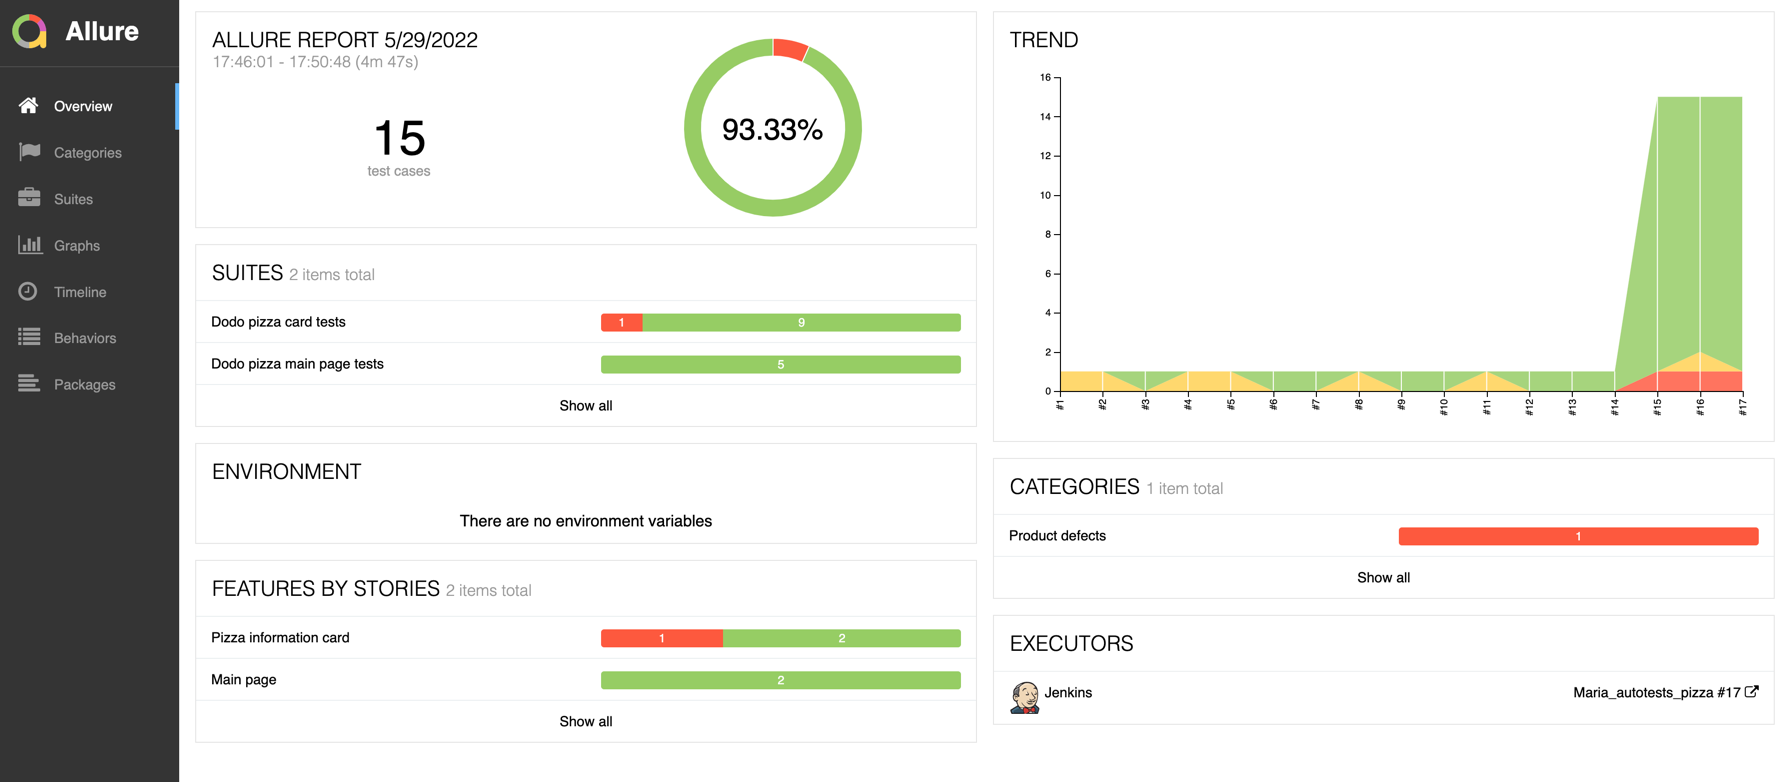 Allure
Overview
Categories
Suites
Graphs
Timeline
Behaviors
Packages
ALLURE REPORT 5/29/2022
17:46:01 - 17:50:48 (4m 47s)
15
test cases
93.33%
SUITES 2 items total
Dodo pizza card tests 1 9
Dodo pizza main page tests 5
Show all
ENVIRONMENT
There are no environment variables
FEATURES BY STORIES 2 items total
Pizza information card 1 2
Main page 2
Show all
TREND
16
14
12
10
8
6
4
2
0
#1 #2 #3 #4 #5 #6 #7 #8 #9 #10 #11 #12 #13 #14 #15 #16 #17
CATEGORIES 1 item total
Product defects 1
Show all
EXECUTORS
Jenkins Maria_autotests_pizza #17